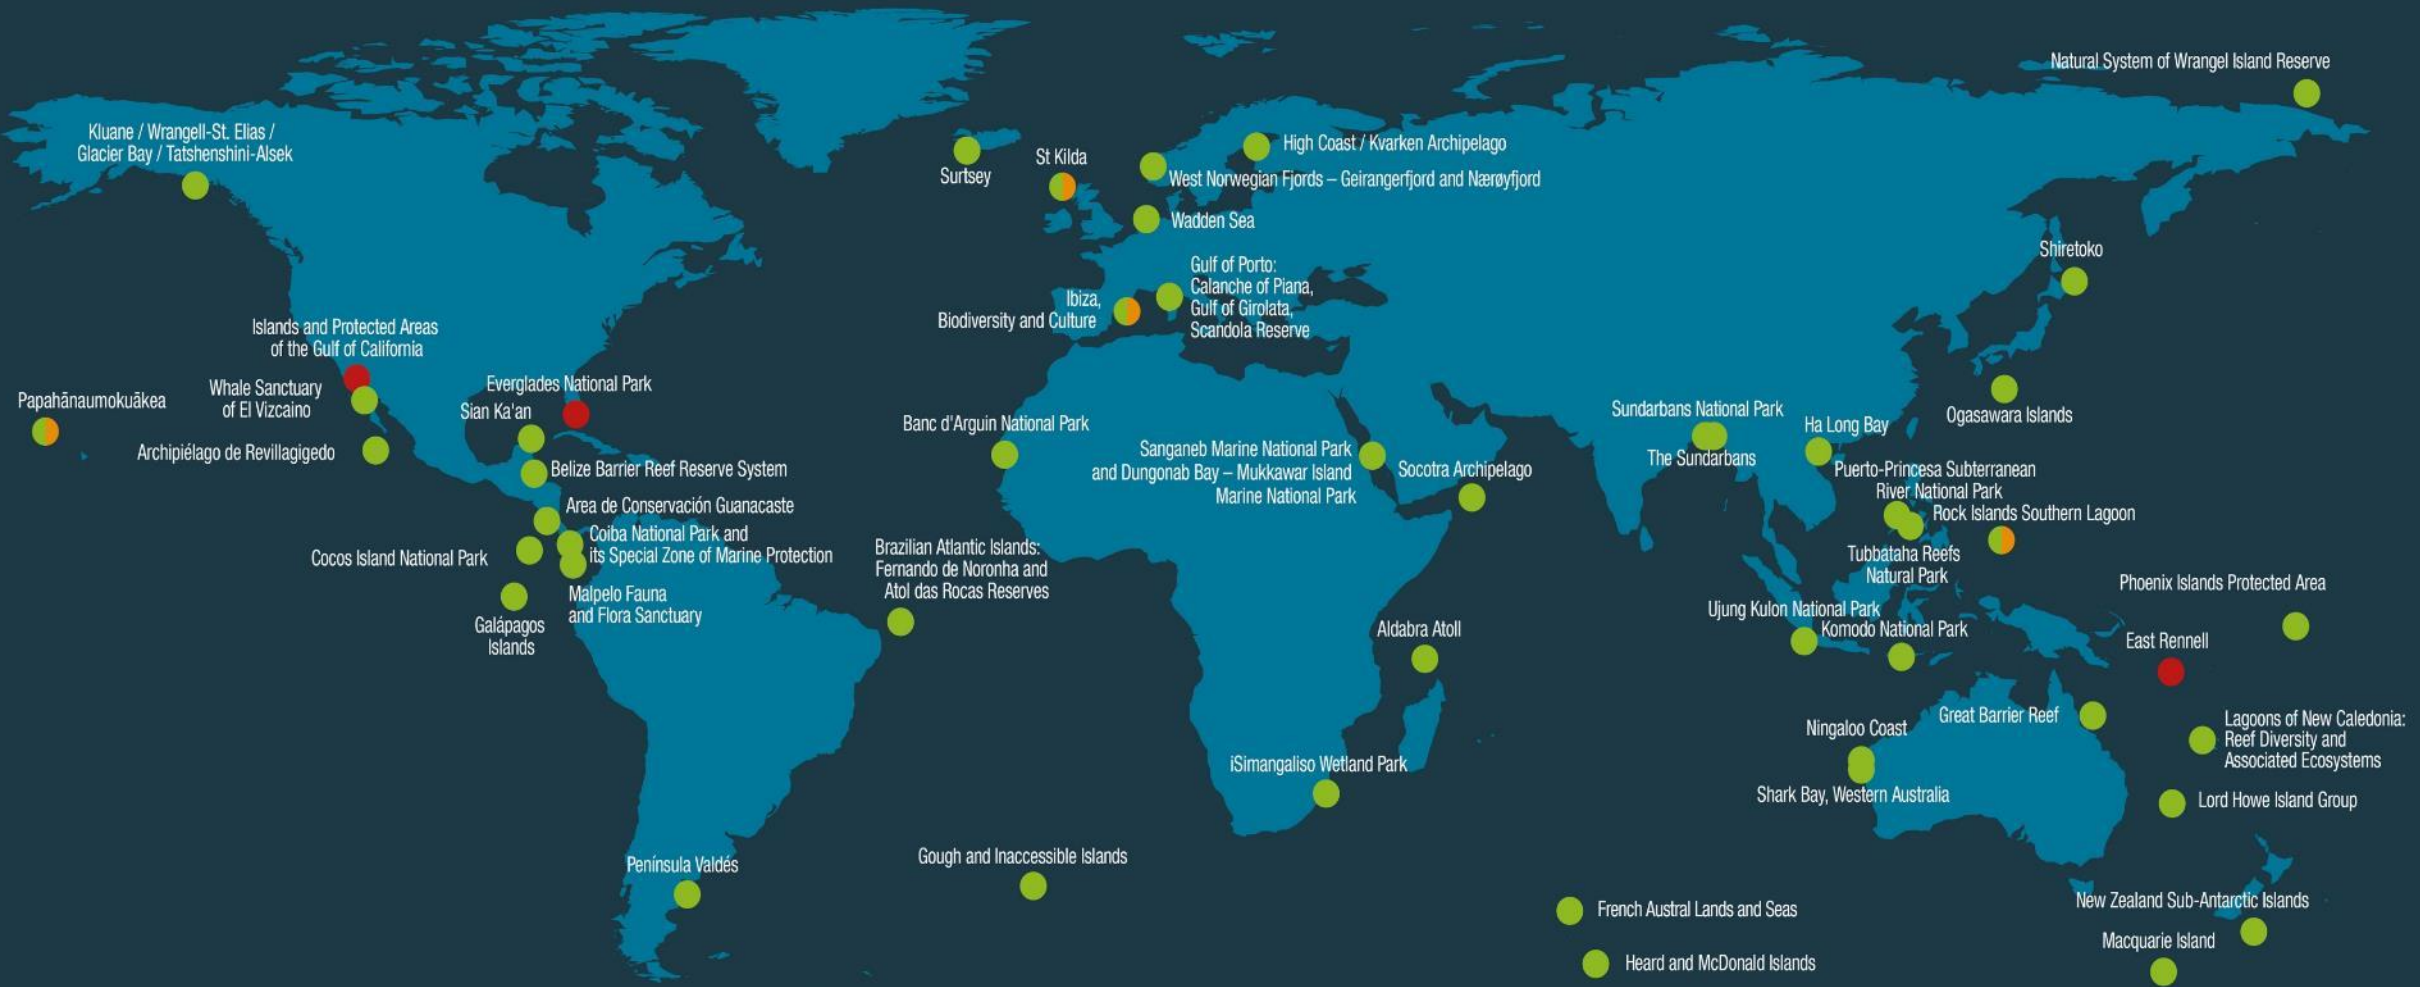 Natural System of Wrangel Island Reserve
Kluane / Wrangell-St. Elias /
Glacier Bay / Tatshenshini-Alsek
Surtsey
St Kilda
High Coast / Kvarken Archipelago
West Norwegian Fjords – Geirangerfjord and Nærøyfjord
Wadden Sea
Shiretoko
Gulf of Porto:
Calanche of Piana,
Gulf of Girolata,
Scandola Reserve
Ibiza,
Biodiversity and Culture
Islands and Protected Areas
of the Gulf of California
Whale Sanctuary
of El Vizcaino
Everglades National Park
Papahānaumokuākea
Sian Ka'an
Archipiélago de Revillagigedo
Belize Barrier Reef Reserve System
Area de Conservación Guanacaste
Coiba National Park and
its Special Zone of Marine Protection
Cocos Island National Park
Malpelo Fauna
and Flora Sanctuary
Galápagos
Islands
Banc d'Arguin National Park
Sanganeb Marine National Park
and Dungonab Bay – Mukkawar Island
Marine National Park
Socotra Archipelago
Brazilian Atlantic Islands:
Fernando de Noronha and
Atol das Rocas Reserves
Aldabra Atoll
iSimangaliso Wetland Park
Península Valdés
Gough and Inaccessible Islands
Sundarbans National Park
The Sundarbans
Ha Long Bay
Ogasawara Islands
Puerto-Princesa Subterranean
River National Park
Rock Islands Southern Lagoon
Tubbataha Reefs
Natural Park
Ujung Kulon National Park
Komodo National Park
Phoenix Islands Protected Area
East Rennell
Great Barrier Reef
Ningaloo Coast
Shark Bay, Western Australia
Lagoons of New Caledonia:
Reef Diversity and
Associated Ecosystems
Lord Howe Island Group
French Austral Lands and Seas
Heard and McDonald Islands
New Zealand Sub-Antarctic Islands
Macquarie Island